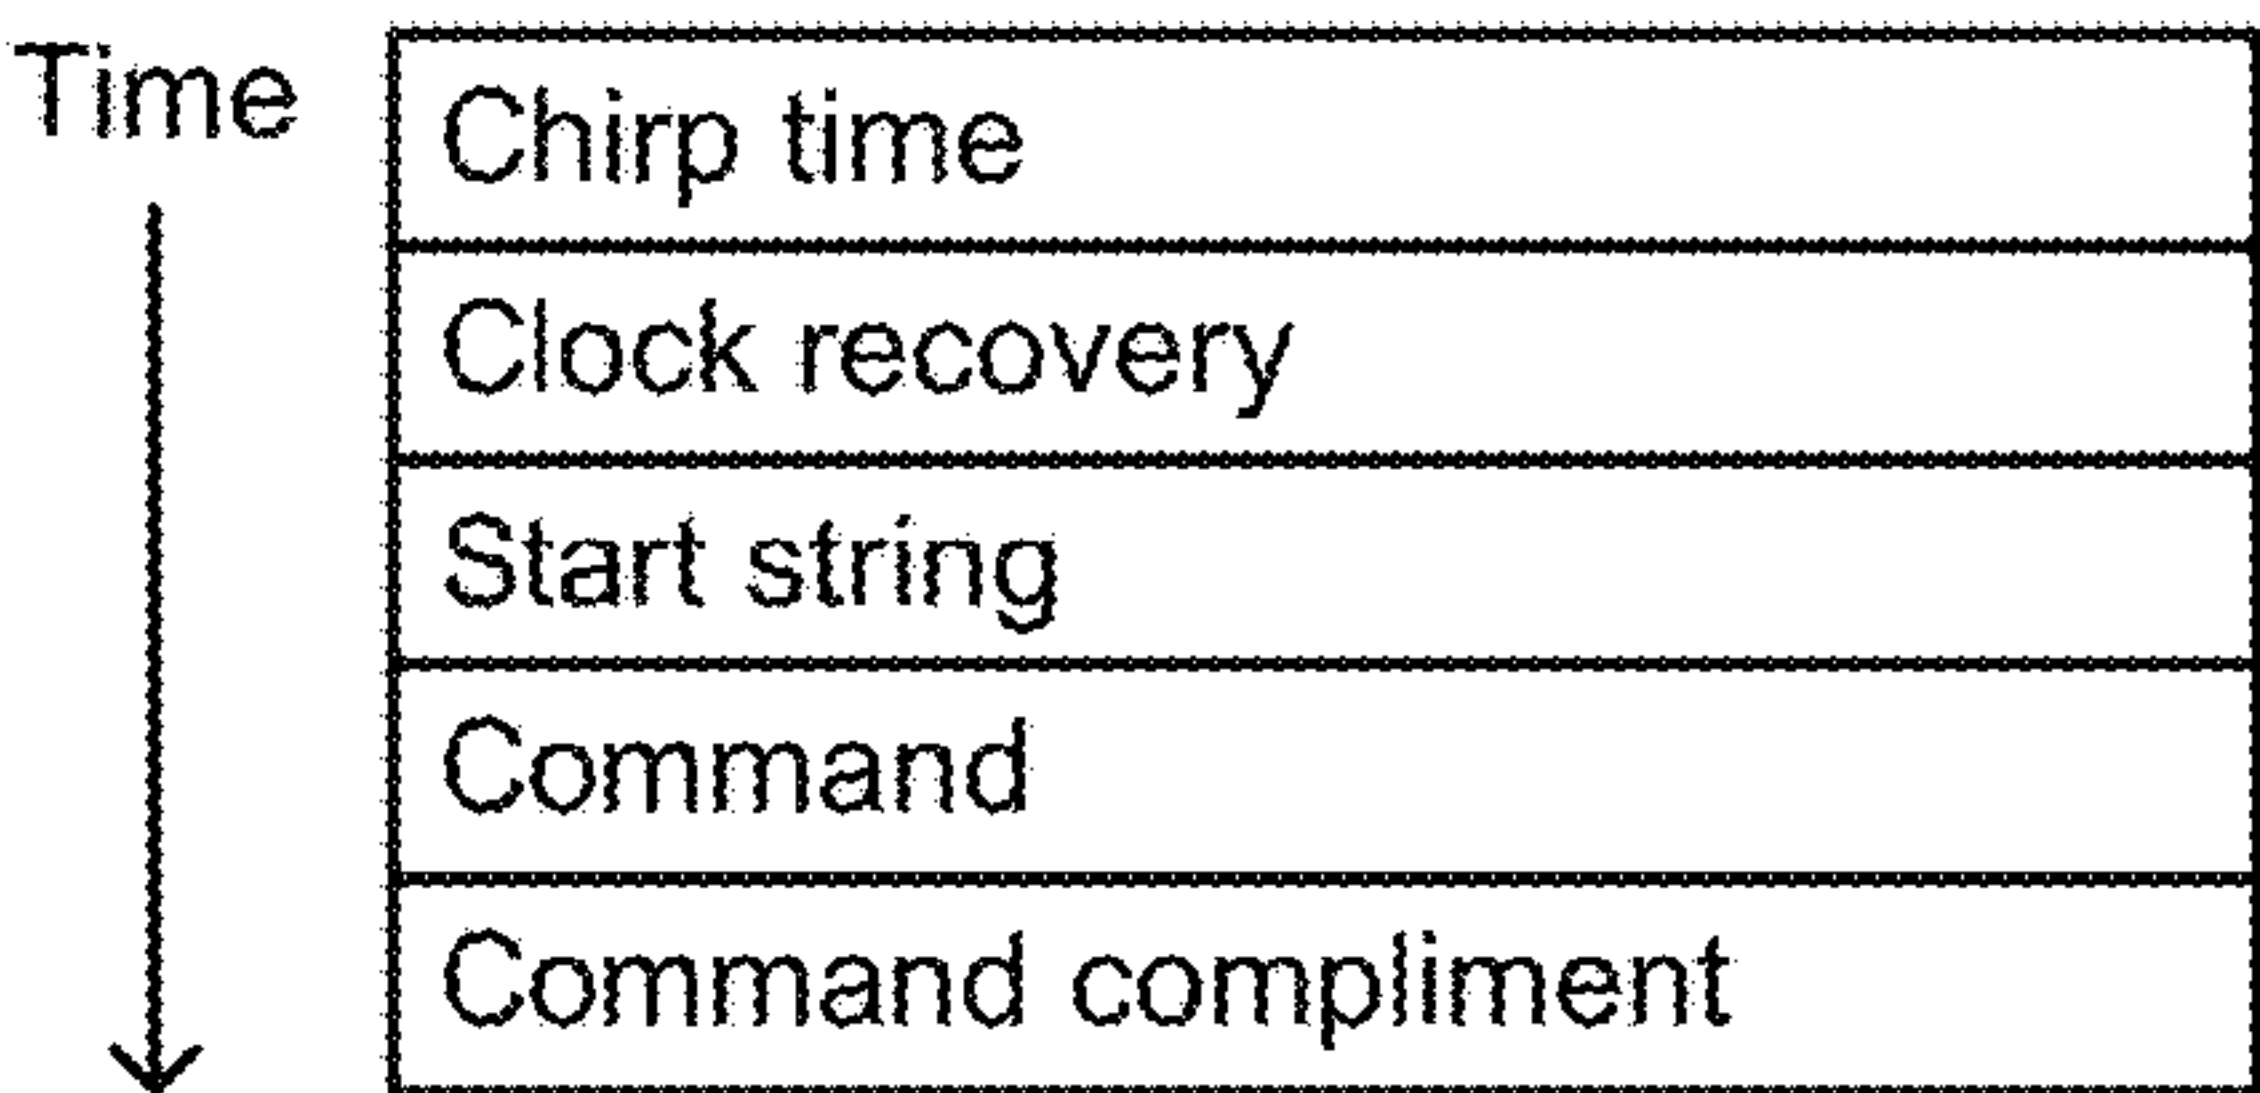 Time
Chirp time
Clock recovery
Start string
Command
Command compliment